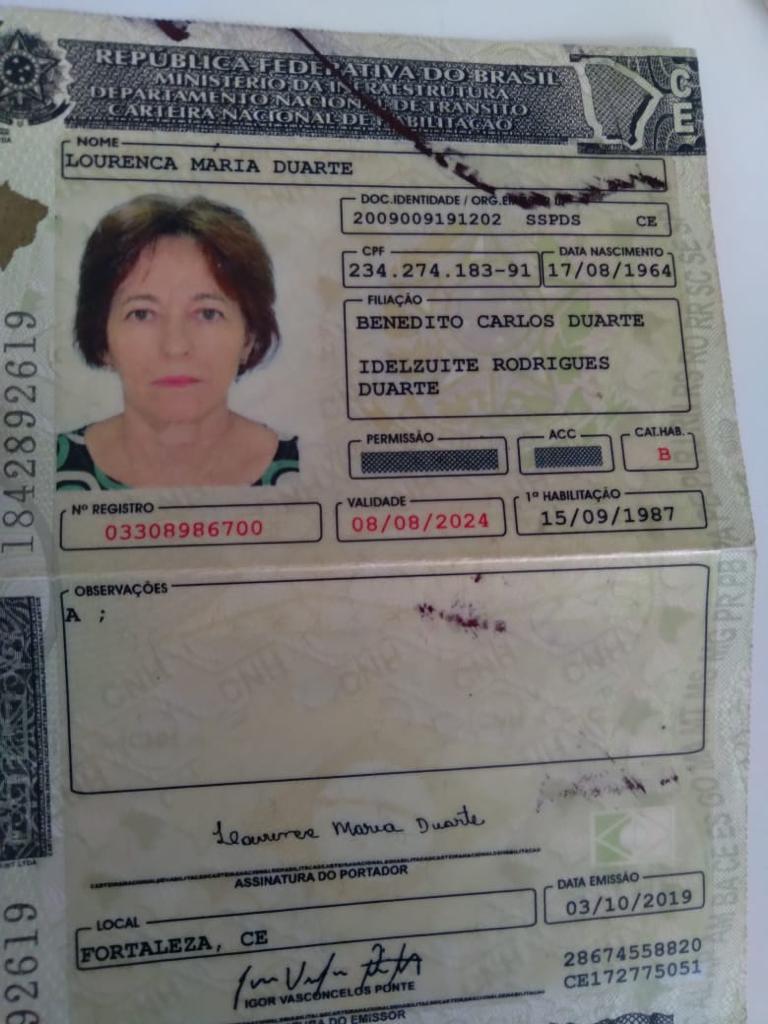 REPÚBLICA FEDERATIVA DO BRASIL
MINISTÉRIO DA INFRAESTRUTURA
DEPARTAMENTO NACIONAL DE TRÂNSITO
CARTEIRA NACIONAL DE HABILITAÇÃO
CE
NOME
LOURENCA MARIA DUARTE
DOC.IDENTIDADE / ORG.
2009009191202 SSPDS CE
CPF DATA NASCIMENTO
234.274.183-91 17/08/1964
FILIAÇÃO
BENEDITO CARLOS DUARTE
IDELZUITE RODRIGUES
DUARTE
PERMISSÃO ACC CAT.HAB.
B
Nº REGISTRO VALIDADE 1ª HABILITAÇÃO
03308986700 08/08/2024 15/09/1987
1842892619
OBSERVAÇÕES
A ;
Lourenca Maria Duarte
ASSINATURA DO PORTADOR
LOCAL DATA EMISSÃO
FORTALEZA, CE 03/10/2019
28674558820
CE172775051
IGOR VASCONCELOS PONTE
DO EMISSOR
92619